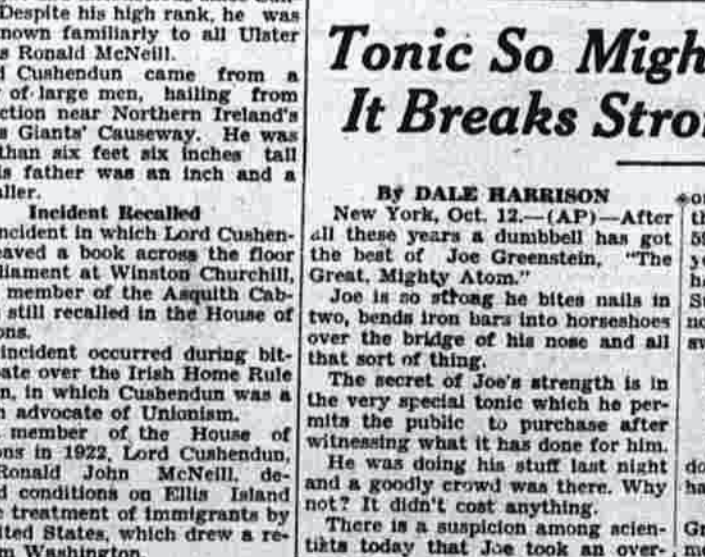 Despite his high rank, he was
nown familiarly to all Ulster
s Ronald McNeill.
d Cushendun came from a
of large men, hailing from
ction near Northern Ireland's
s Giants' Causeway. He was
than six feet six inches tall
is father was an inch and a
aller.
Incident Recalled
ncident in which Lord Cushen-
eaved a book across the floor
liament at Winston Churchill,
member of the Asquith Cab-
still recalled in the House of
ons.
incident occurred during bit-
ate over the Irish Home Rule
n, in which Cushendun was a
h advocate of Unionism.
member of the House of
ons in 1922, Lord Cushendun,
Ronald John McNeill, de-
d conditions on Ellis Island
e treatment of immigrants by
ited States, which drew a re-
m Washington.
Tonic So Migh
It Breaks Stro
By DALE HARRISON
New York, Oct. 12.—(AP)—After
all these years a dumbbell has got
the best of Joe Greenstein, "The
Great, Mighty Atom."
Joe is so strong he bites nails in
two, bends iron bars into horseshoes
over the bridge of his nose and all
that sort of thing.
The secret of Joe's strength is in
the very special tonic which he per-
mits the public to purchase after
witnessing what it has done for him.
He was doing his stuff last night
and a goodly crowd was there. Why
not? It didn't cost anything.
There is a suspicion among scien-
tists today that Joe took an over-